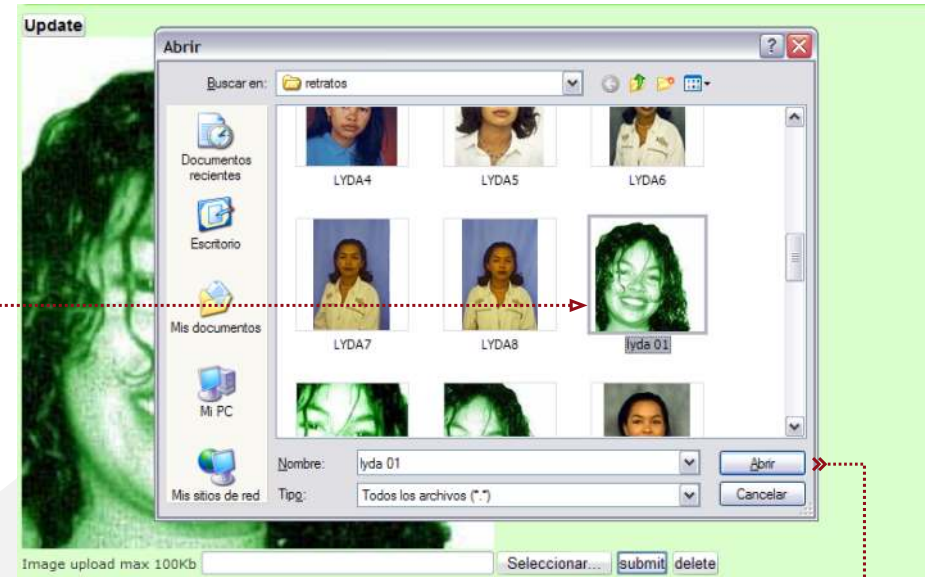 Update
Abrir
Buscar en: retratos
Documentos recientes
Escritorio
Mis documentos
Mi PC
Mis sitios de red
LYDA4 LYDA5 LYDA6
LYDA7 LYDA8 lyda 01
Nombre: lyda 01 Abrir
Tipo: Todos los archivos (*.*) Cancelar
Image upload max 100Kb Seleccionar... submit delete